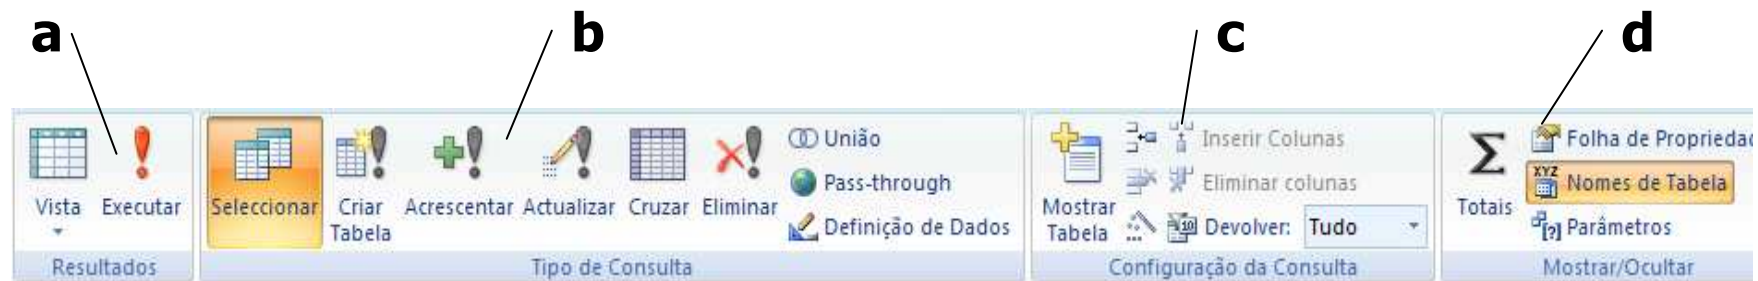 a b c d
Vista Executar
Resultados
Seleccionar Criar Tabela Acrescentar Actualizar Cruzar Eliminar
União
Pass-through
Definição de Dados
Tipo de Consulta
Mostrar Tabela
Inserir Colunas
Eliminar colunas
Devolver: Tudo
Configuração da Consulta
Totais
Folha de Propriedad
XYZ Nomes de Tabela
[?] Parâmetros
Mostrar/Ocultar